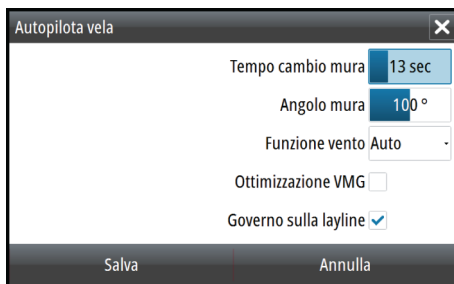 Autopilota vela
Tempo cambio mura 13 sec
Angolo mura 100 °
Funzione vento Auto
Ottimizzazione VMG
Governo sulla layline
Salva Annulla